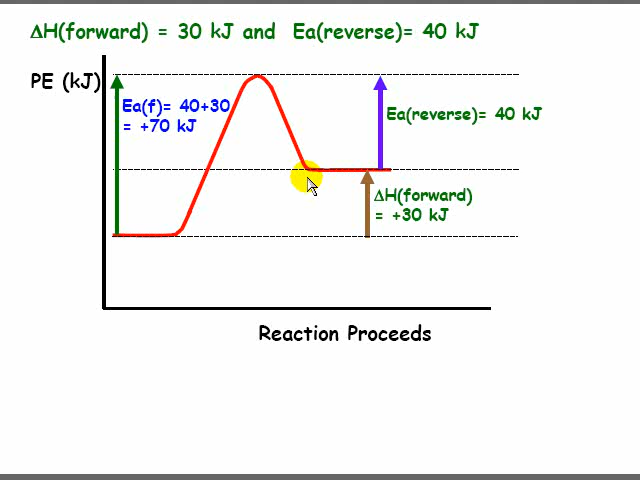 ΔH(forward) = 30 kJ and Ea(reverse)= 40 kJ
PE (kJ)
Ea(f)= 40+30
= +70 kJ
Ea(reverse)= 40 kJ
ΔH(forward)
= +30 kJ
Reaction Proceeds